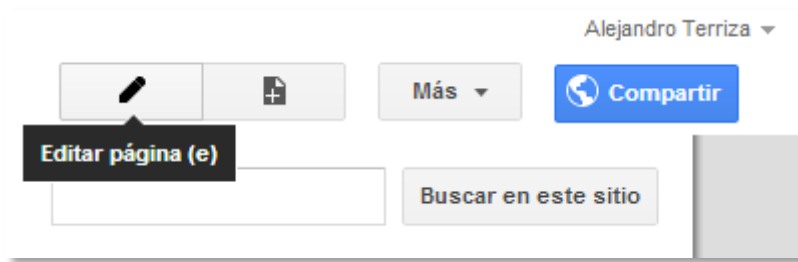 Alejandro Terriza
Más
Compartir
Editar página (e)
Buscar en este sitio